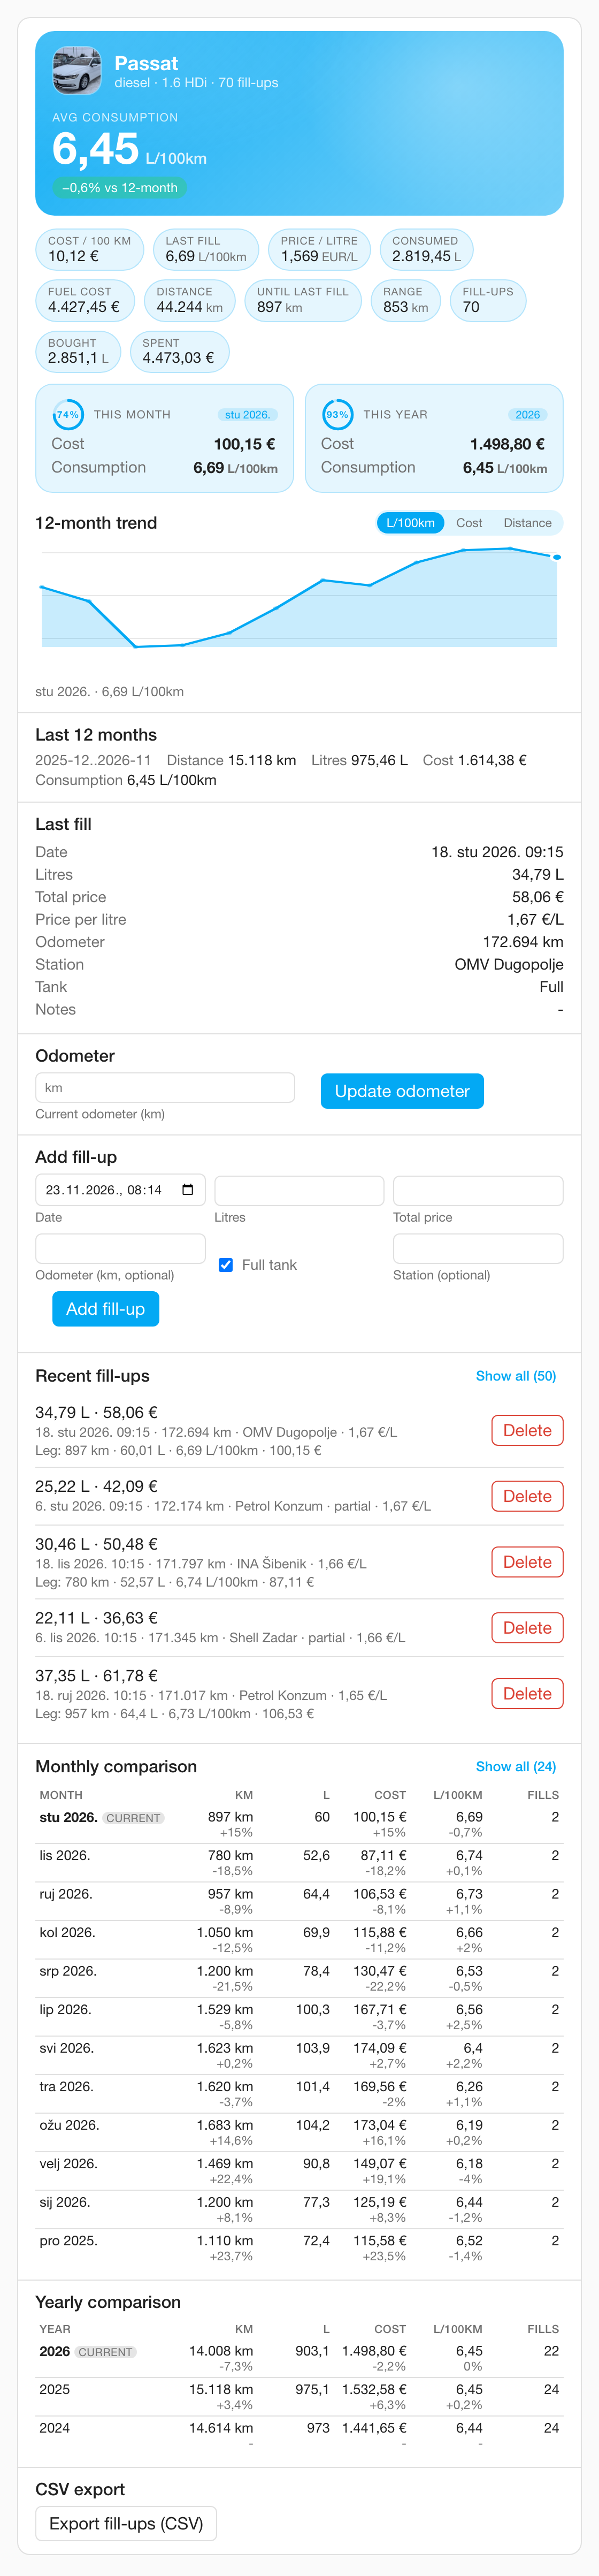 Passat
diesel · 1.6 HDi · 70 fill-ups
AVG CONSUMPTION
6,45 L/100km
−0,6% vs 12-month
COST / 100 KM
10,12 €
LAST FILL
6,69 L/100km
PRICE / LITRE
1,569 EUR/L
CONSUMED
2.819,45 L
FUEL COST
4.427,45 €
DISTANCE
44.244 km
UNTIL LAST FILL
897 km
RANGE
853 km
FILL-UPS
70
BOUGHT
2.851,1 L
SPENT
4.473,03 €
74% THIS MONTH stu 2026.
Cost 100,15 €
Consumption 6,69 L/100km
93% THIS YEAR 2026
Cost 1.498,80 €
Consumption 6,45 L/100km
12-month trend L/100km Cost Distance
stu 2026. · 6,69 L/100km
Last 12 months
2025-12..2026-11 Distance 15.118 km Litres 975,46 L Cost 1.614,38 €
Consumption 6,45 L/100km
Last fill
Date 18. stu 2026. 09:15
Litres 34,79 L
Total price 58,06 €
Price per litre 1,67 €/L
Odometer 172.694 km
Station OMV Dugopolje
Tank Full
Notes -
Odometer
km Update odometer
Current odometer (km)
Add fill-up
23.11.2026., 08:14
Date Litres Total price
Full tank
Odometer (km, optional) Station (optional)
Add fill-up
Recent fill-ups Show all (50)
34,79 L · 58,06 €
18. stu 2026. 09:15 · 172.694 km · OMV Dugopolje · 1,67 €/L
Leg: 897 km · 60,01 L · 6,69 L/100km · 100,15 €
Delete
25,22 L · 42,09 €
6. stu 2026. 09:15 · 172.174 km · Petrol Konzum · partial · 1,67 €/L
Delete
30,46 L · 50,48 €
18. lis 2026. 10:15 · 171.797 km · INA Šibenik · 1,66 €/L
Leg: 780 km · 52,57 L · 6,74 L/100km · 87,11 €
Delete
22,11 L · 36,63 €
6. lis 2026. 10:15 · 171.345 km · Shell Zadar · partial · 1,66 €/L
Delete
37,35 L · 61,78 €
18. ruj 2026. 10:15 · 171.017 km · Petrol Konzum · 1,65 €/L
Leg: 957 km · 64,4 L · 6,73 L/100km · 106,53 €
Delete
Monthly comparison Show all (24)
MONTH KM L COST L/100KM FILLS
stu 2026. CURRENT 897 km 60 100,15 € 6,69 2
+15% +15% -0,7%
lis 2026. 780 km 52,6 87,11 € 6,74 2
-18,5% -18,2% +0,1%
ruj 2026. 957 km 64,4 106,53 € 6,73 2
-8,9% -8,1% +1,1%
kol 2026. 1.050 km 69,9 115,88 € 6,66 2
-12,5% -11,2% +2%
srp 2026. 1.200 km 78,4 130,47 € 6,53 2
-21,5% -22,2% -0,5%
lip 2026. 1.529 km 100,3 167,71 € 6,56 2
-5,8% -3,7% +2,5%
svi 2026. 1.623 km 103,9 174,09 € 6,4 2
+0,2% +2,7% +2,2%
tra 2026. 1.620 km 101,4 169,56 € 6,26 2
-3,7% -2% +1,1%
ožu 2026. 1.683 km 104,2 173,04 € 6,19 2
+14,6% +16,1% +0,2%
velj 2026. 1.469 km 90,8 149,07 € 6,18 2
+22,4% +19,1% -4%
sij 2026. 1.200 km 77,3 125,19 € 6,44 2
+8,1% +8,3% -1,2%
pro 2025. 1.110 km 72,4 115,58 € 6,52 2
+23,7% +23,5% -1,4%
Yearly comparison
YEAR KM L COST L/100KM FILLS
2026 CURRENT 14.008 km 903,1 1.498,80 € 6,45 22
-7,3% -2,2% 0%
2025 15.118 km 975,1 1.532,58 € 6,45 24
+3,4% +6,3% +0,2%
2024 14.614 km 973 1.441,65 € 6,44 24
- - -
CSV export
Export fill-ups (CSV)